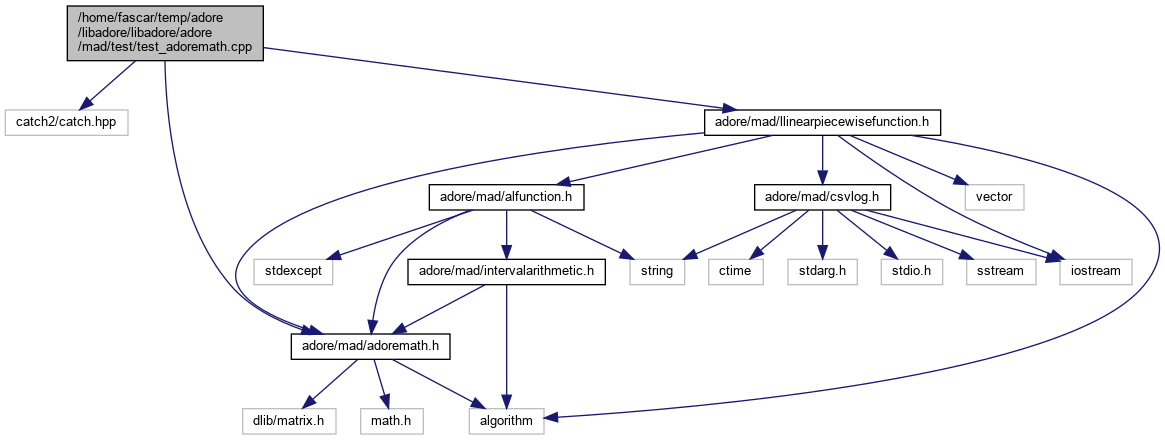 /home/fascar/temp/adore
/libadore/libadore/adore
/mad/test/test_adoremath.cpp
catch2/catch.hpp
adore/mad/llinearpiecewisefunction.h
adore/mad/alfunction.h
adore/mad/csvlog.h
vector
stdexcept
adore/mad/intervalarithmetic.h
string
ctime
stdarg.h
stdio.h
sstream
iostream
adore/mad/adoremath.h
dlib/matrix.h
math.h
algorithm